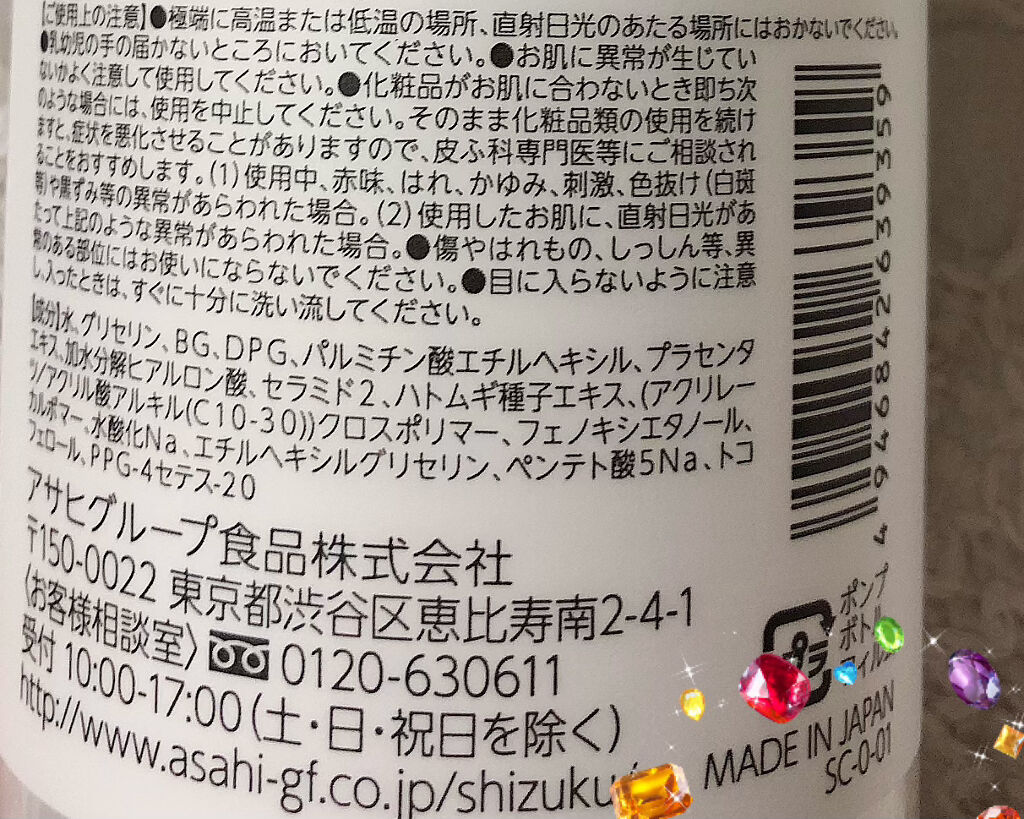 【ご使用上の注意】●極端に高温または低温の場所、直射日光のあたる場所にはおかないでください。
●乳幼児の手の届かないところにおいてください。●お肌に異常が生じてい
ないかよく注意して使用してください。●化粧品がお肌に合わないとき即ち次
のような場合には、使用を中止してください。そのまま化粧品類の使用を続け
ますと、症状を悪化させることがありますので、皮ふ科専門医等にご相談され
ることをおすすめします。(1)使用中、赤味、はれ、かゆみ、刺激、色抜け(白斑
等)や黒ずみ等の異常があらわれた場合。(2)使用したお肌に、直射日光があ
たって上記のような異常があらわれた場合。●傷やはれもの、しっしん等、異
常のある部位にはお使いにならないでください。●目に入らないように注意
し、入ったときは、すぐに十分に洗い流してください。
【成分】水、グリセリン、BG、DPG、パルミチン酸エチルヘキシル、プラセンタ
エキス、加水分解ヒアルロン酸、セラミド2、ハトムギ種子エキス、(アクリレー
ツ/アクリル酸アルキル(C10-30))クロスポリマー、フェノキシエタノール、
カルボマー、水酸化Na、エチルヘキシルグリセリン、ペンテト酸5Na、トコ
フェロール、PPG-4セテス-20
アサヒグループ食品株式会社
〒150-0022 東京都渋谷区恵比寿南2-4-1
〈お客様相談室〉 0120-630611
受付 10:00-17:00(土・日・祝日を除く)
http://www.asahi-gf.co.jp/shizuku
4 946842 639359
プラ
ポンプ
ボトル
フィルム
MADE IN JAPAN
SC-0-01